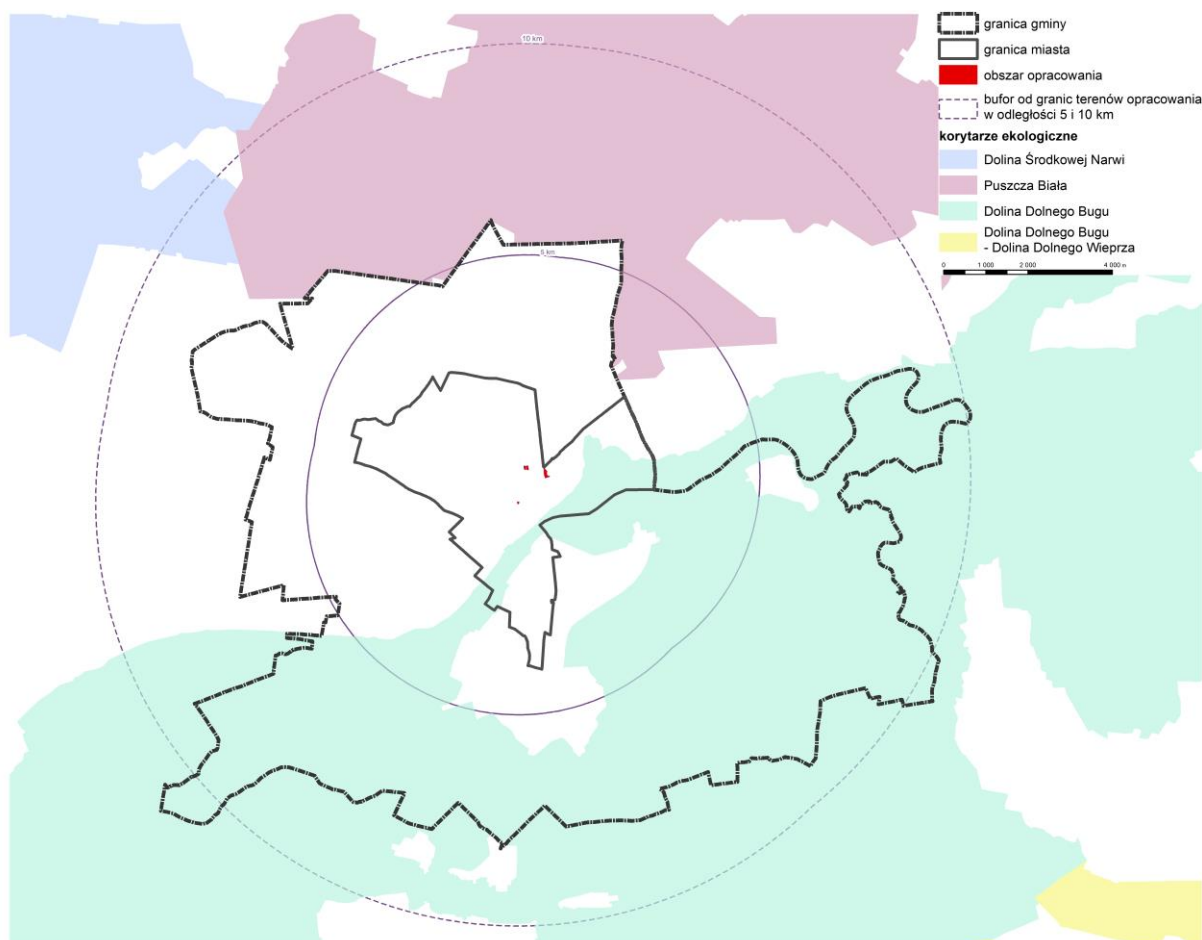 10 km
5 km
granica gminy
granica miasta
obszar opracowania
bufor od granic terenów opracowania
w odległości 5 i 10 km
korytarze ekologiczne
Dolina Środkowej Narwi
Puszcza Biała
Dolina Dolnego Bugu
Dolina Dolnego Bugu
- Dolina Dolnego Wieprza
0 1 000 2 000 4 000 m